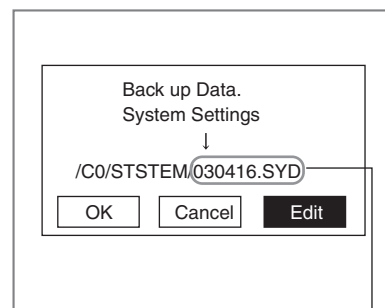 Back up Data.
System Settings
↓
/C0/STSTEM/030416.SYD
OK Cancel Edit